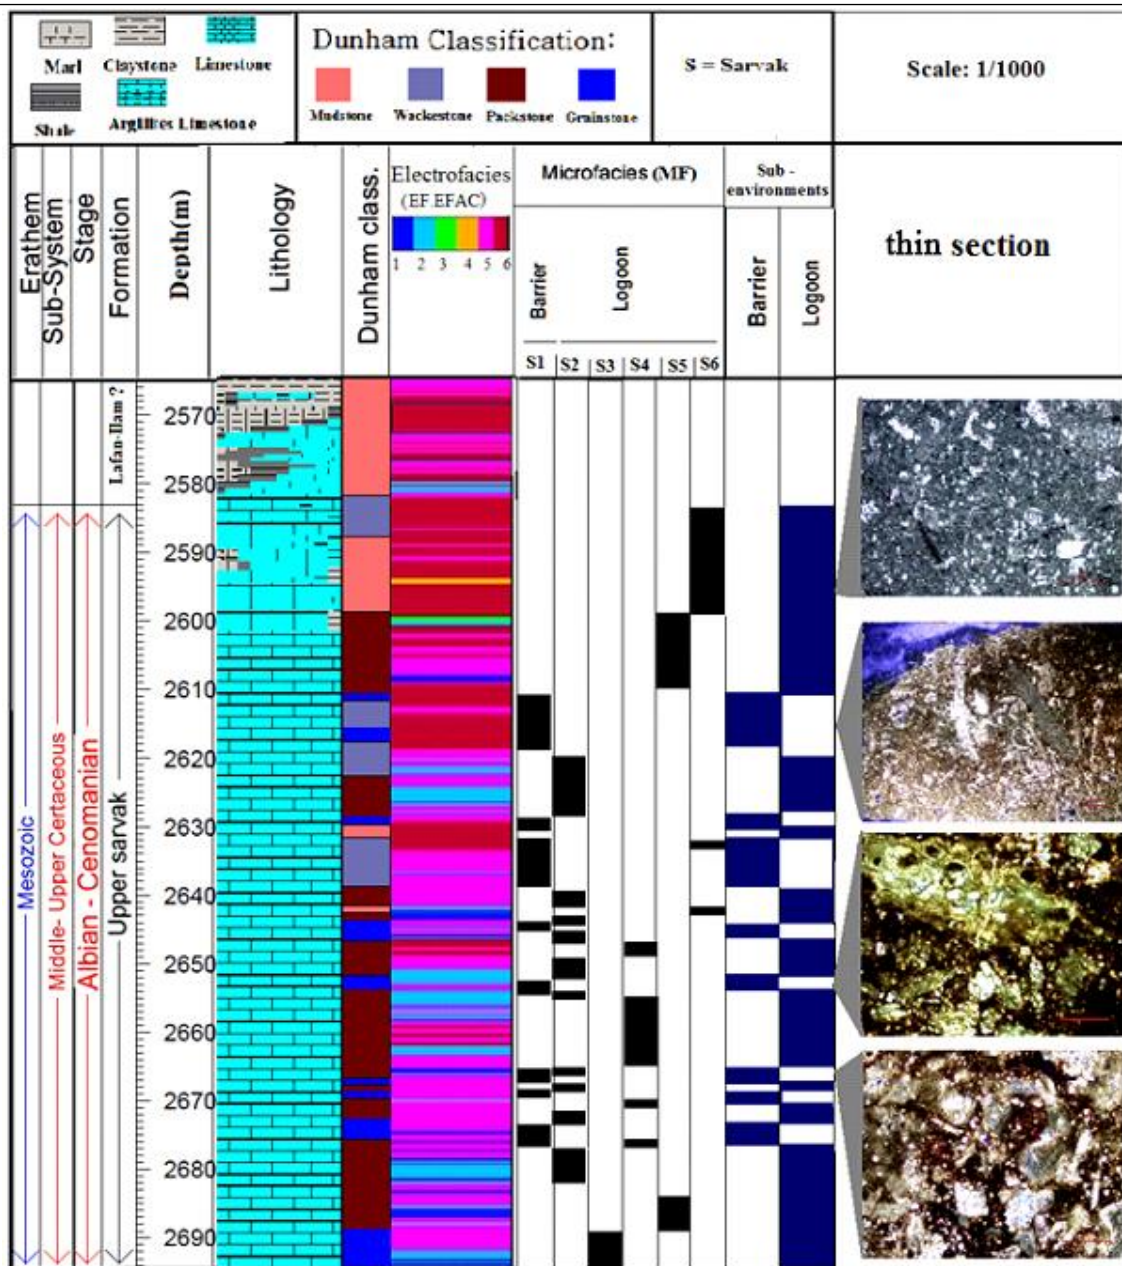 Marl
Claystone
Limestone
Shale
Argillites Limestone
Dunham Classification:
Mudstone
Wackestone
Packstone
Grainstone
S = Sarvak
Scale: 1/1000
Erathem
Sub-System
Stage
Formation
Depth(m)
Lithology
Dunham class.
Electrofacies
(EF.EFAC)
1 2 3 4 5 6
Microfacies (MF)
Barrier
Logoon
S1 S2 S3 S4 S5 S6
Sub -
environments
Barrier
Logoon
thin section
Lafan-Ilam ?
Mesozoic
Middle- Upper Certaceous
Albian - Cenomanian
Upper sarvak
2570
2580
2590
2600
2610
2620
2630
2640
2650
2660
2670
2680
2690